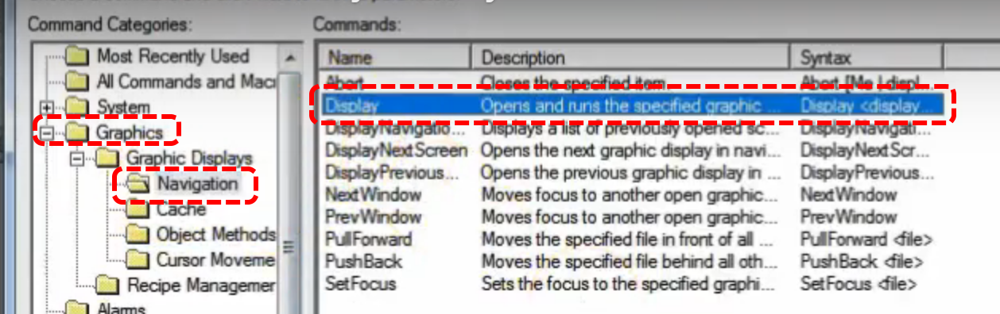 Command Categories:
Most Recently Used
All Commands and Macr
System
Graphics
Graphic Displays
Navigation
Cache
Object Methods
Cursor Moveme
Recipe Managemer
Alarms
Commands:
Name Description Syntax
Abort Closes the specified item. Abort [Me | displ...
Display Opens and runs the specified graphic ... Display <display...
DisplayNavigatio... Displays a list of previously opened sc... DisplayNavigati...
DisplayNextScreen Opens the next graphic display in navi... DisplayNextScr...
DisplayPrevious... Opens the previous graphic display in ... DisplayPrevious...
NextWindow Moves focus to another open graphic... NextWindow
PrevWindow Moves focus to another open graphic... PrevWindow
PullForward Moves the specified file in front of all ... PullForward <file>
PushBack Moves the specified file behind all oth... PushBack <file>
SetFocus Sets the focus to the specified graphi... SetFocus <file>